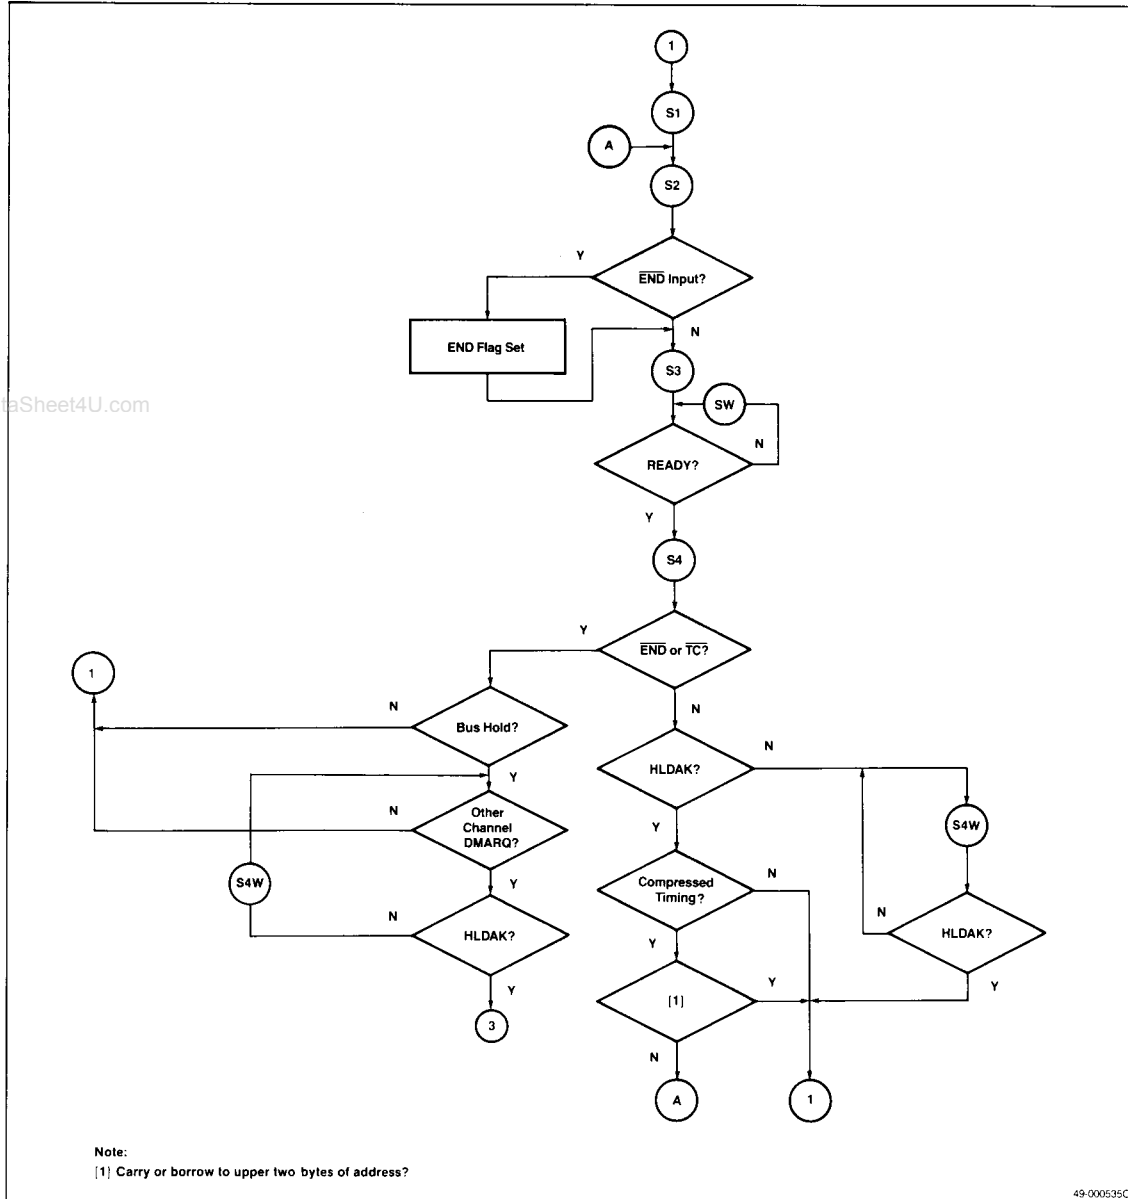 1
S1
A
S2
Y
END Input?
N
END Flag Set
S3
taSheet4U.com
SW
N
READY?
Y
S4
Y
END or TC?
1
N
N
Bus Hold?
N
HLDAK?
Y
Other
Channel
DMARQ?
N
S4W
Y
S4W
Y
Compressed
Timing?
N
N
HLDAK?
N
HLDAK?
Y
Y
[1]
Y
Y
3
N
A
1
Note:
[1] Carry or borrow to upper two bytes of address?
49-000535C